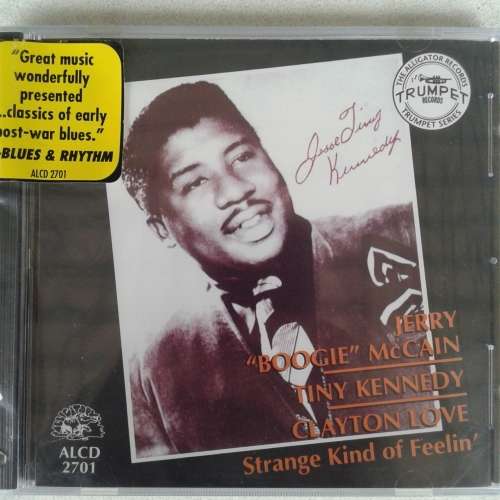 "Great music
wonderfully
presented
...classics of early
post-war blues."
-BLUES & RHYTHM
ALCD 2701
THE ALLIGATOR RECORDS
TRUMPET
RECORDS
TRUMPET SERIES
Jesse Tiny
Kennedy
JERRY
"BOOGIE" McCAIN
TINY KENNEDY
CLAYTON LOVE
Strange Kind of Feelin'
ALCD
2701